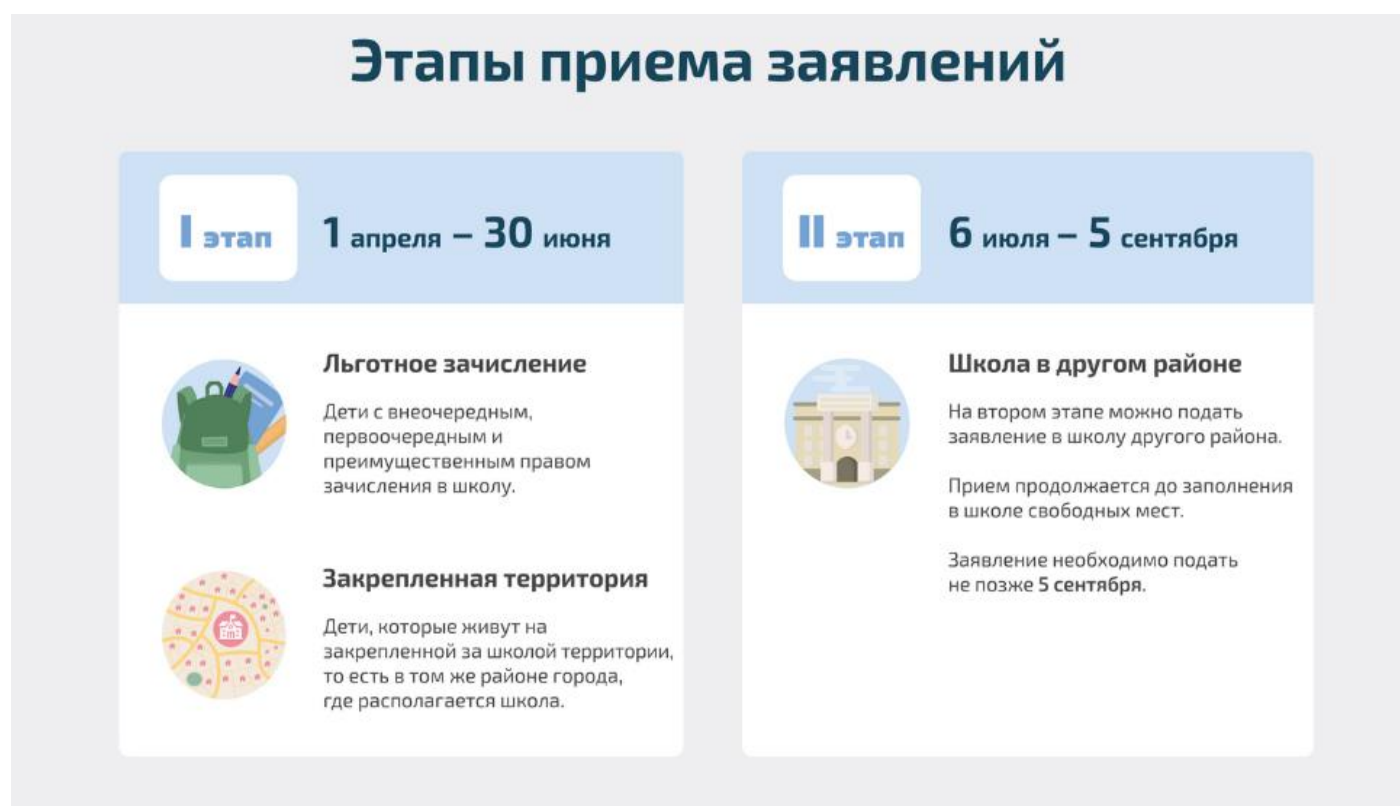 Этапы приема заявлений
I этап
1 апреля – 30 июня
Льготное зачисление
Дети с внеочередным,
первоочередным и
преимущественным правом
зачисления в школу.
Закрепленная территория
Дети, которые живут на
закрепленной за школой территории,
то есть в том же районе города,
где располагается школа.
II этап
6 июля – 5 сентября
Школа в другом районе
На втором этапе можно подать
заявление в школу другого района.
Прием продолжается до заполнения
в школе свободных мест.
Заявление необходимо подать
не позже 5 сентября.